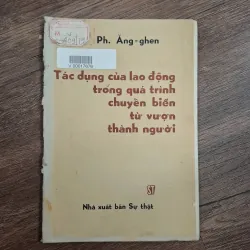 Ph. Ăng-ghen
Tác dụng của lao động
trong quá trình
chuyển biến
từ vượn
thành người
ST
Nhà xuất bản Sự thật